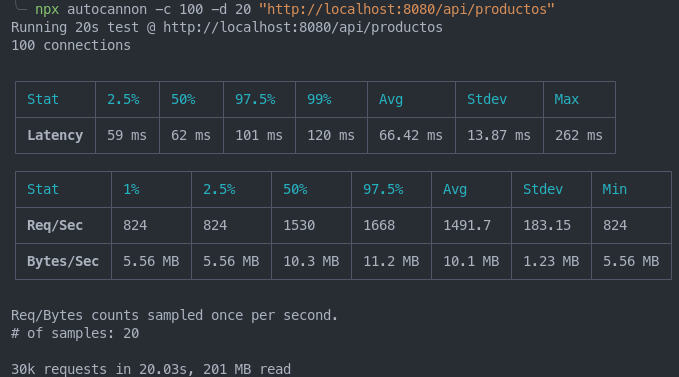 npx autocannon -c 100 -d 20 "http://localhost:8080/api/productos"
Running 20s test @ http://localhost:8080/api/productos
100 connections
Stat 2.5% 50% 97.5% 99% Avg Stdev Max
Latency 59 ms 62 ms 101 ms 120 ms 66.42 ms 13.87 ms 262 ms
Stat 1% 2.5% 50% 97.5% Avg Stdev Min
Req/Sec 824 824 1530 1668 1491.7 183.15 824
Bytes/Sec 5.56 MB 5.56 MB 10.3 MB 11.2 MB 10.1 MB 1.23 MB 5.56 MB
Req/Bytes counts sampled once per second.
# of samples: 20
30k requests in 20.03s, 201 MB read